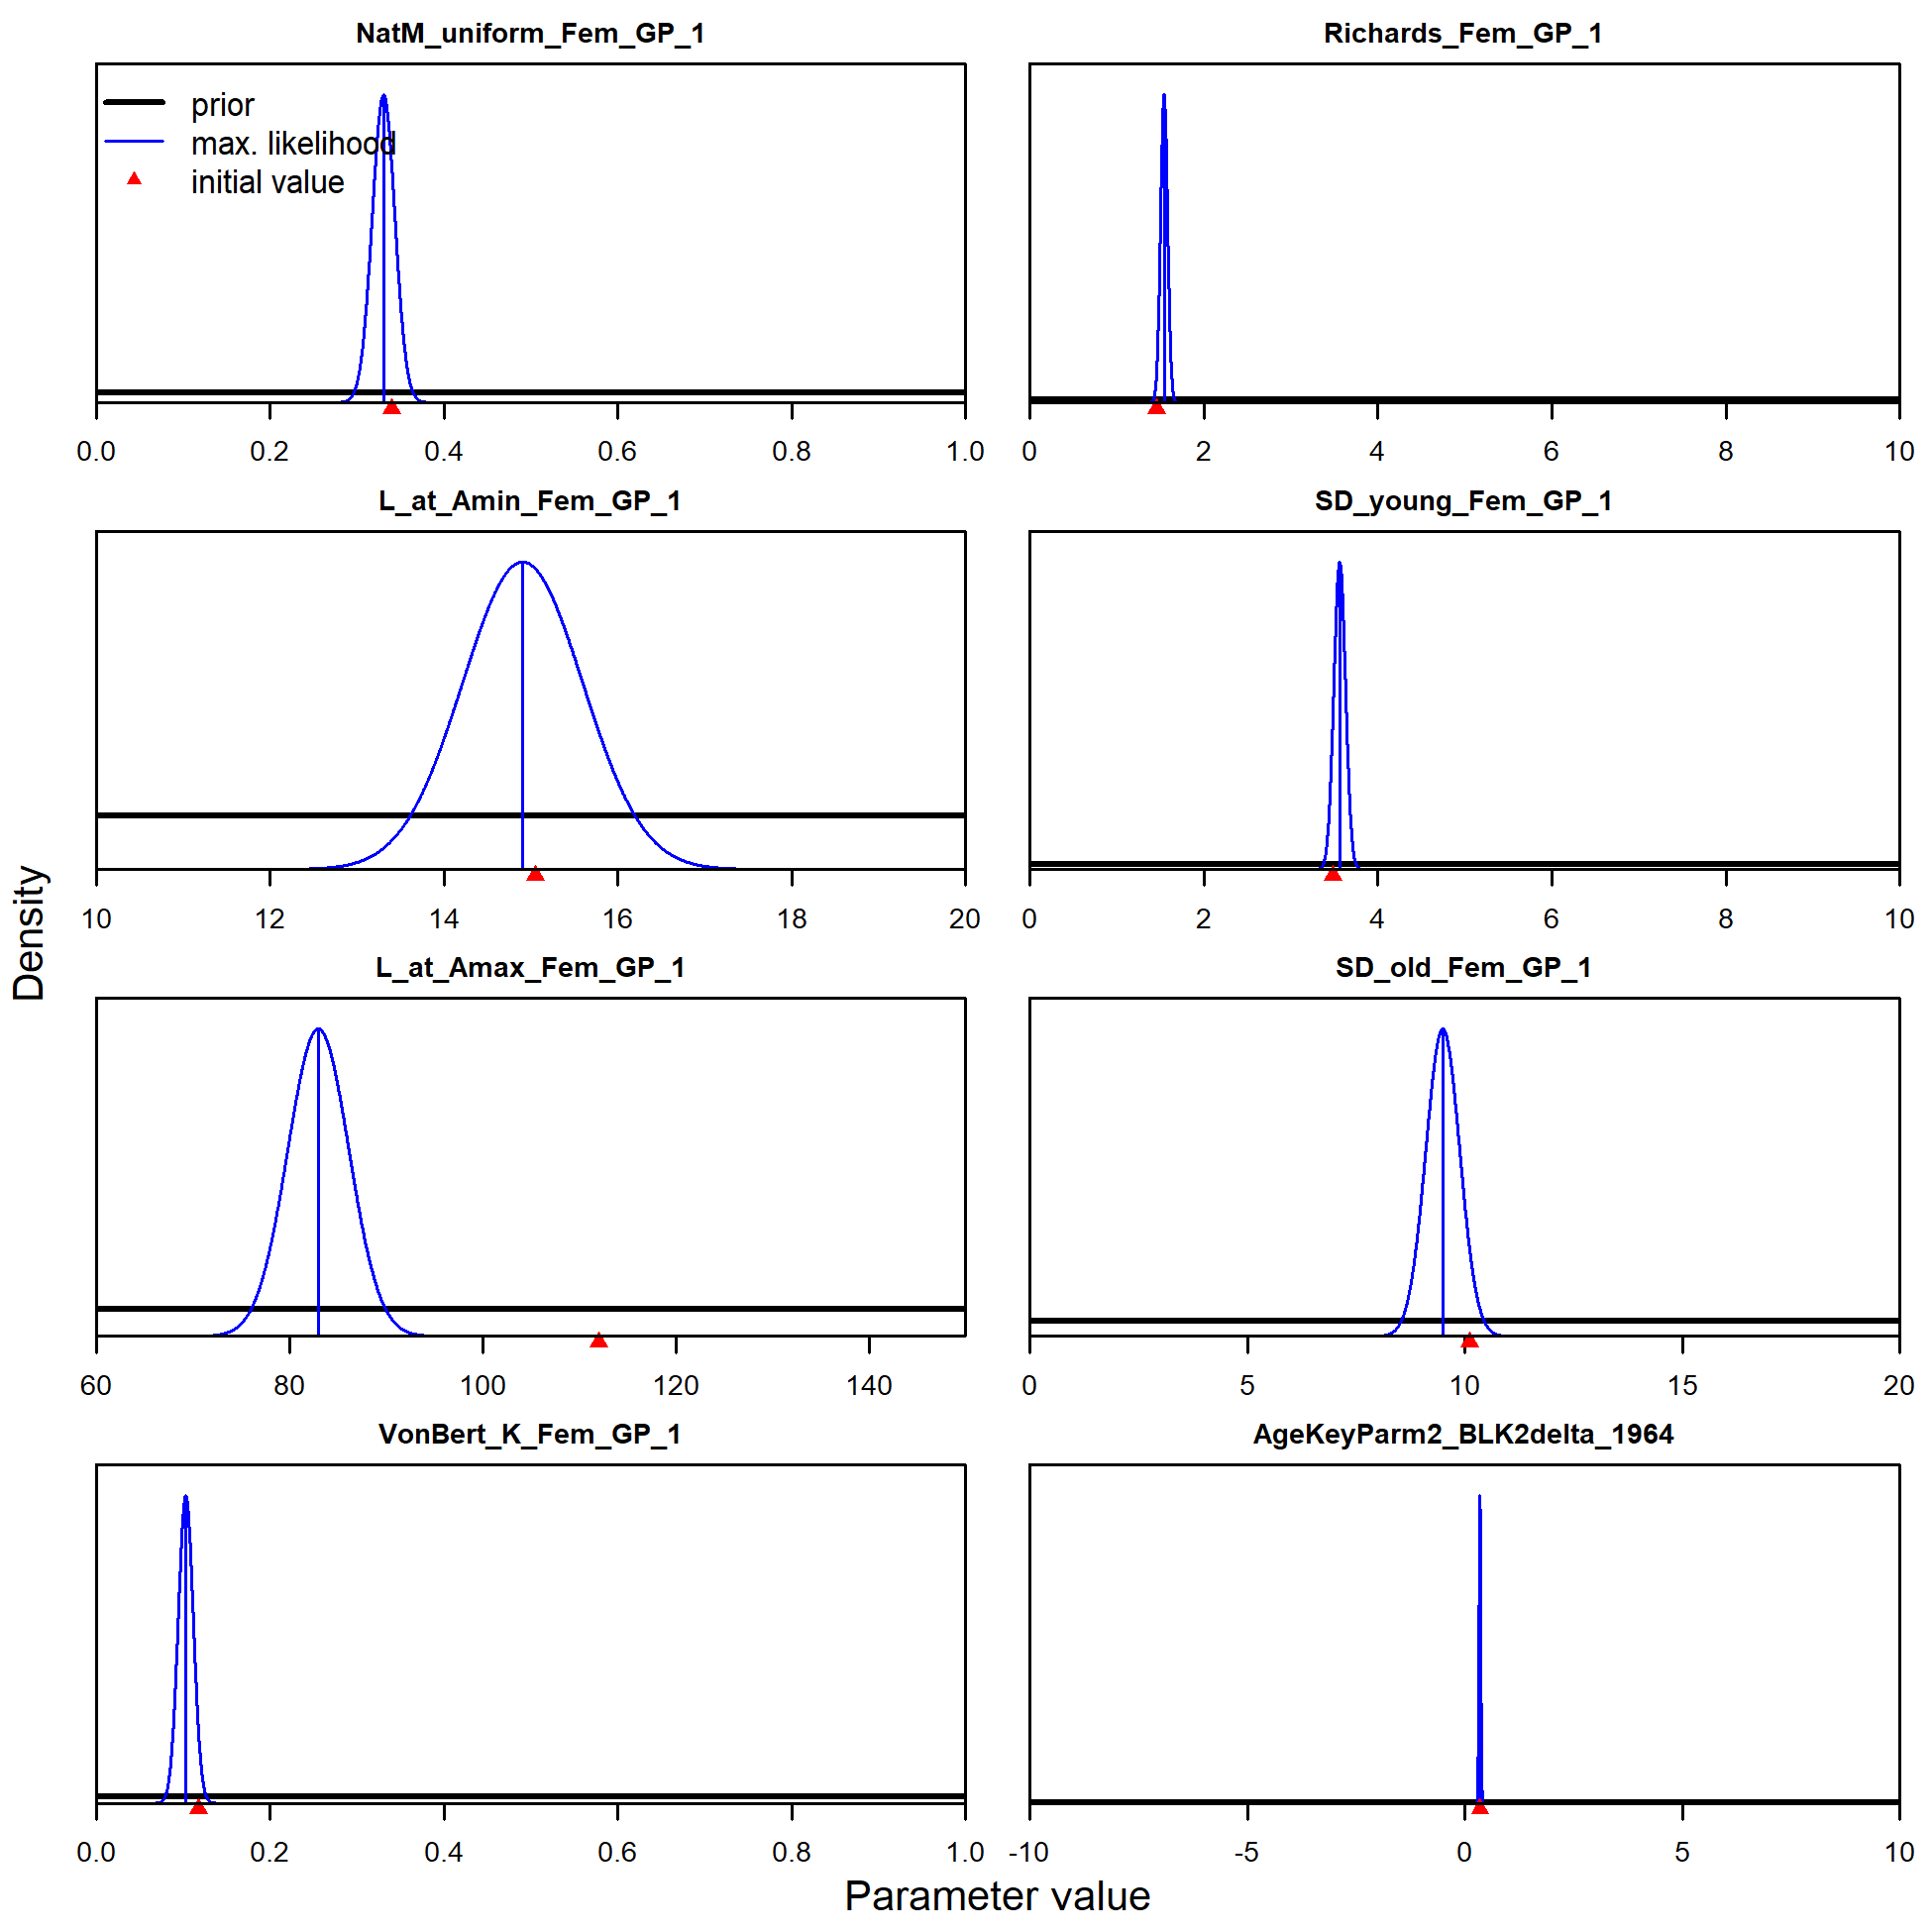 NatM_uniform_Fem_GP_1
prior
max. likelihood
initial value
0.0 0.2 0.4 0.6 0.8 1.0
Richards_Fem_GP_1
0 2 4 6 8 10
L_at_Amin_Fem_GP_1
10 12 14 16 18 20
SD_young_Fem_GP_1
0 2 4 6 8 10
L_at_Amax_Fem_GP_1
60 80 100 120 140
SD_old_Fem_GP_1
0 5 10 15 20
VonBert_K_Fem_GP_1
0.0 0.2 0.4 0.6 0.8 1.0
AgeKeyParm2_BLK2delta_1964
-10 -5 0 5 10
Density
Parameter value